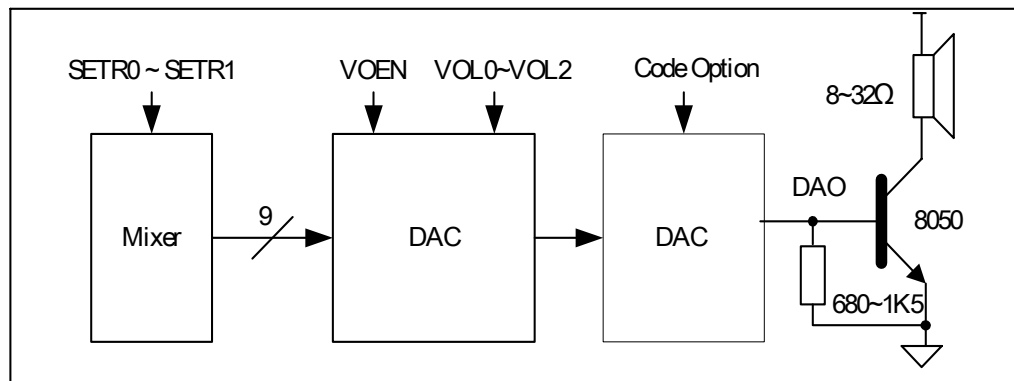 SETR0 ~ SETR1
VOEN
VOL0~VOL2
Code Option
8~32Ω
Mixer
9
DAC
DAC
DAO
8050
680~1K5